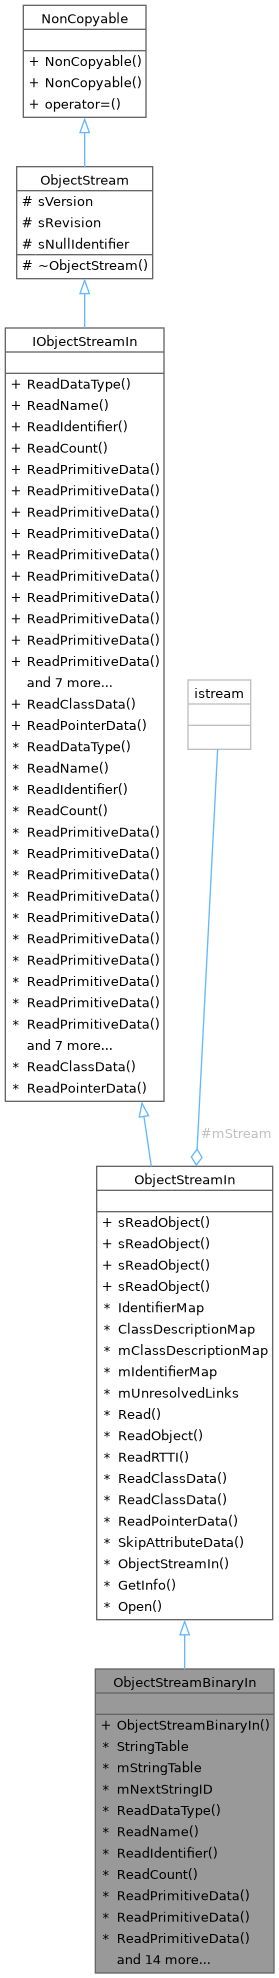 NonCopyable
+ NonCopyable()
+ NonCopyable()
+ operator=()
ObjectStream
# sVersion
# sRevision
# sNullIdentifier
# ~ObjectStream()
IObjectStreamIn
+ ReadDataType()
+ ReadName()
+ ReadIdentifier()
+ ReadCount()
+ ReadPrimitiveData()
+ ReadPrimitiveData()
+ ReadPrimitiveData()
+ ReadPrimitiveData()
+ ReadPrimitiveData()
+ ReadPrimitiveData()
+ ReadPrimitiveData()
+ ReadPrimitiveData()
+ ReadPrimitiveData()
+ ReadPrimitiveData()
and 7 more...
+ ReadClassData()
+ ReadPointerData()
* ReadDataType()
* ReadName()
* ReadIdentifier()
* ReadCount()
* ReadPrimitiveData()
* ReadPrimitiveData()
* ReadPrimitiveData()
* ReadPrimitiveData()
* ReadPrimitiveData()
* ReadPrimitiveData()
* ReadPrimitiveData()
* ReadPrimitiveData()
* ReadPrimitiveData()
* ReadPrimitiveData()
and 7 more...
* ReadClassData()
* ReadPointerData()
istream
#mStream
ObjectStreamIn
+ sReadObject()
+ sReadObject()
+ sReadObject()
+ sReadObject()
* IdentifierMap
* ClassDescriptionMap
* mClassDescriptionMap
* mIdentifierMap
* mUnresolvedLinks
* Read()
* ReadObject()
* ReadRTTI()
* ReadClassData()
* ReadClassData()
* ReadPointerData()
* SkipAttributeData()
* ObjectStreamIn()
* GetInfo()
* Open()
ObjectStreamBinaryIn
+ ObjectStreamBinaryIn()
* StringTable
* mStringTable
* mNextStringID
* ReadDataType()
* ReadName()
* ReadIdentifier()
* ReadCount()
* ReadPrimitiveData()
* ReadPrimitiveData()
* ReadPrimitiveData()
and 14 more...